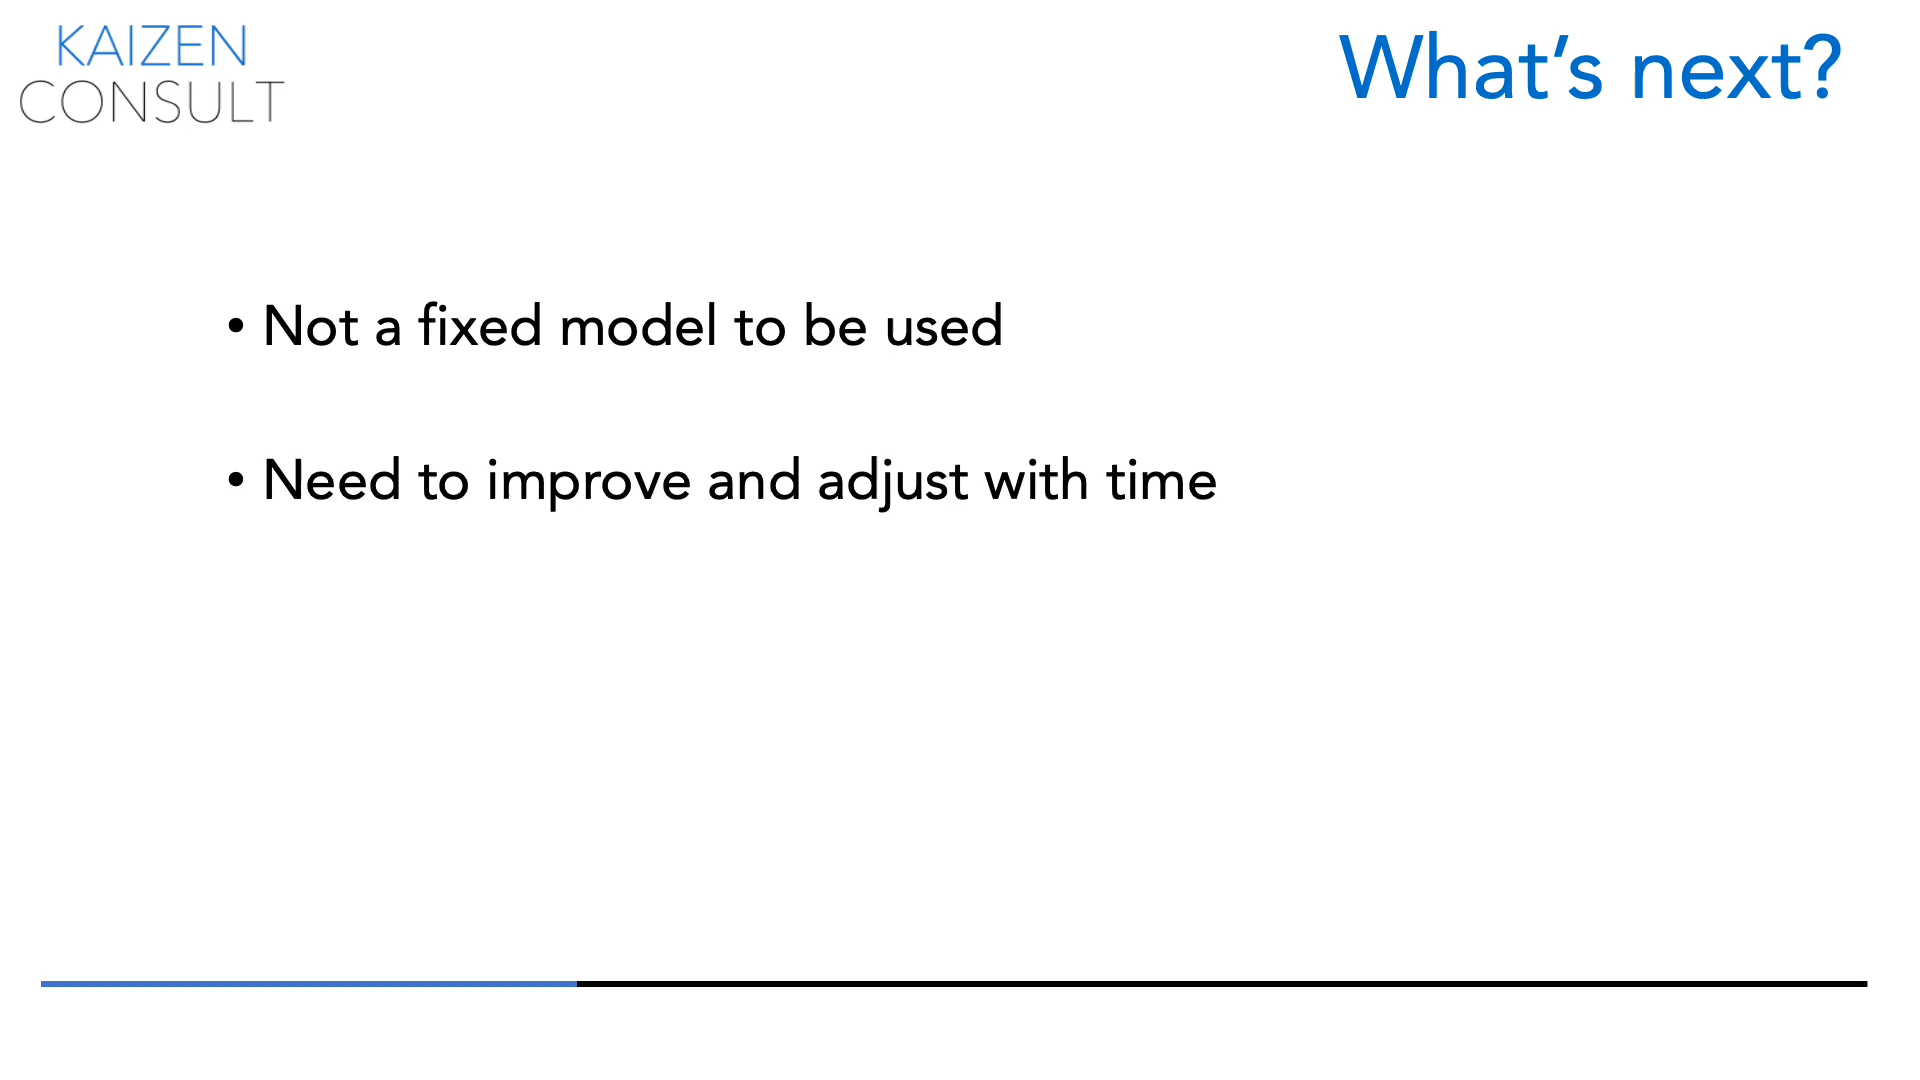 KAIZEN
CONSULT
What’s next?
• Not a fixed model to be used
• Need to improve and adjust with time